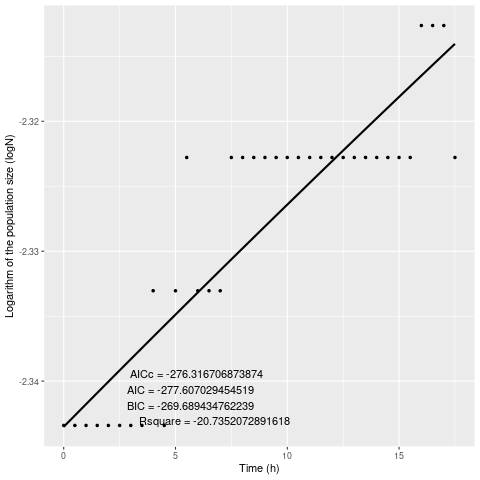 Logarithm of the population size (logN)
-2.32
-2.33
-2.34
AICc = -276.316706873874
AIC = -277.607029454519
BIC = -269.689434762239
Rsquare = -20.7352072891618
0 5 10 15
Time (h)